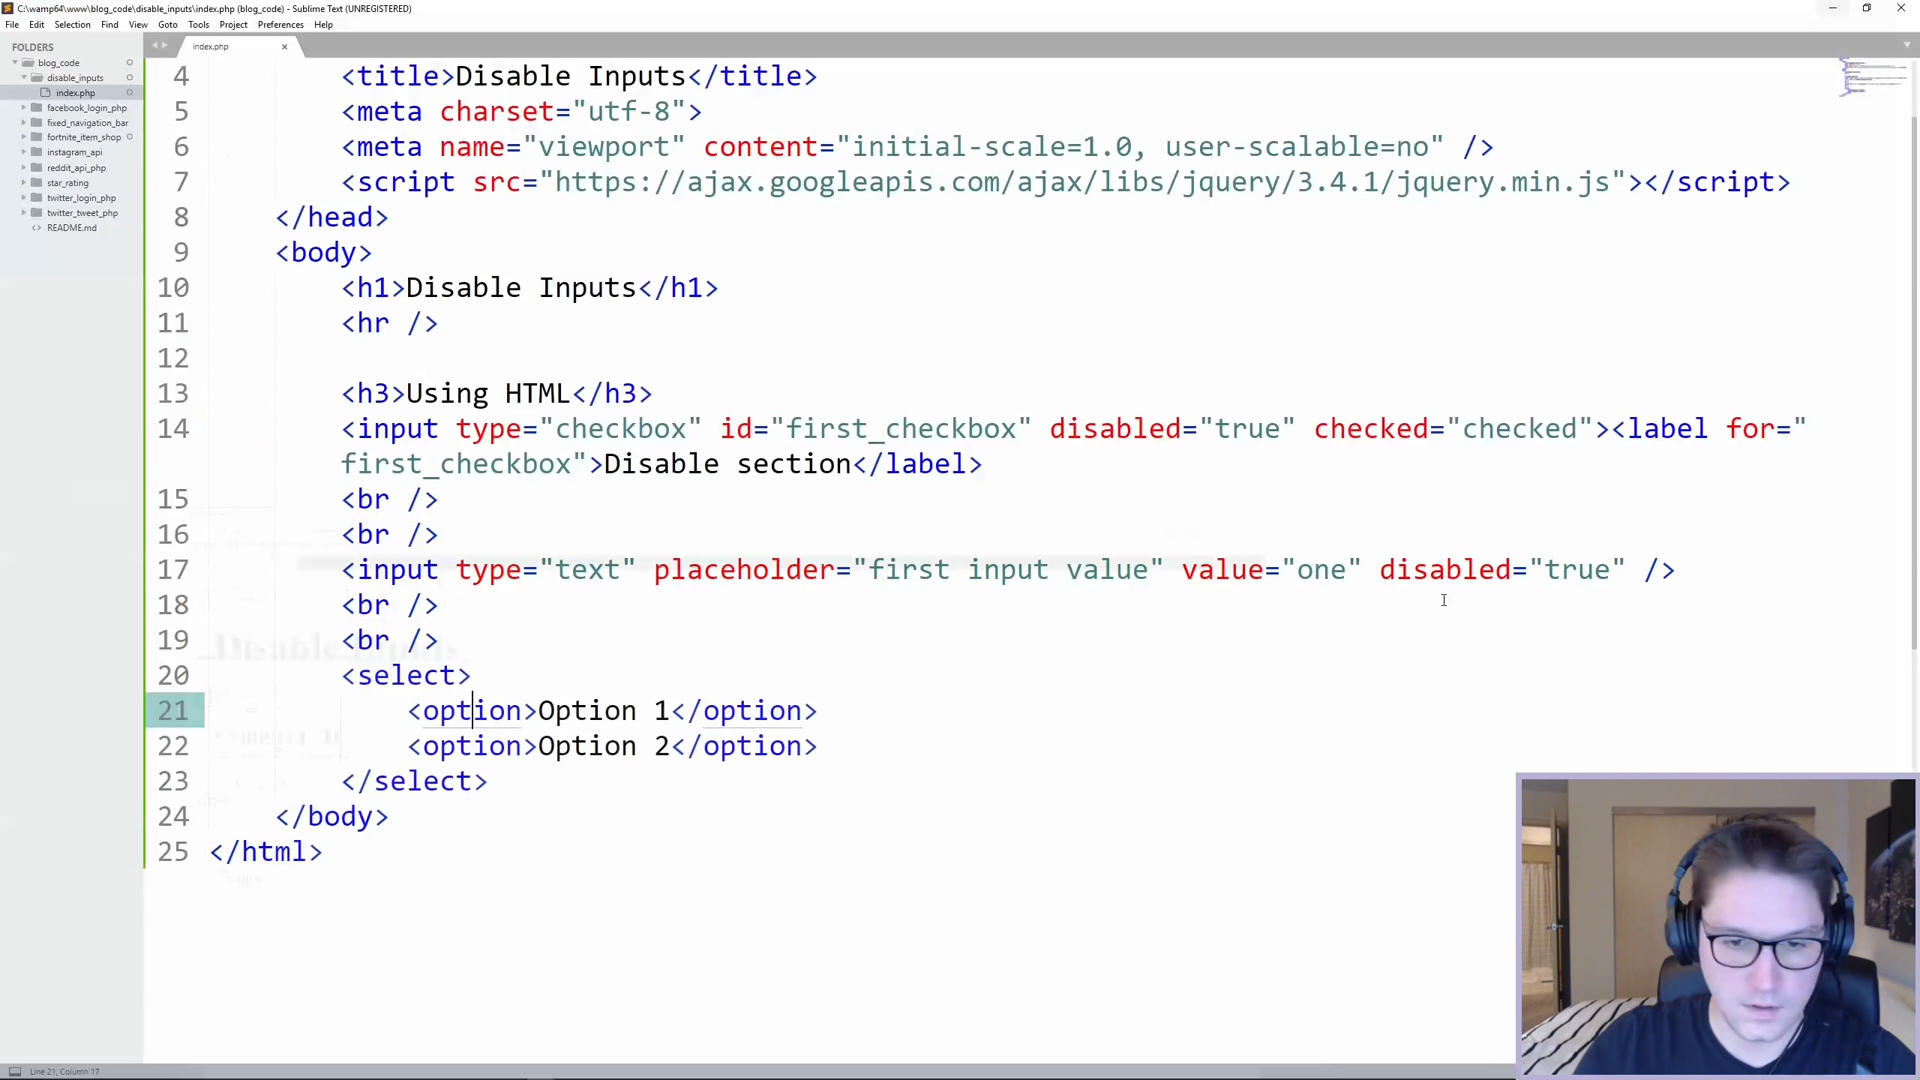 C:\wamp64\www\blog_code\disable_inputs\index.php (blog_code) - Sublime Text (UNREGISTERED)
File Edit Selection Find View Goto Tools Project Preferences Help
FOLDERS
blog_code
disable_inputs
index.php
facebook_login_php
fixed_navigation_bar
fortnite_item_shop
instagram_api
reddit_api_php
star_rating
twitter_login_php
twitter_tweet_php
README.md
index.php
4 <title>Disable Inputs</title>
5 <meta charset="utf-8">
6 <meta name="viewport" content="initial-scale=1.0, user-scalable=no" />
7 <script src="https://ajax.googleapis.com/ajax/libs/jquery/3.4.1/jquery.min.js"></script>
8 </head>
9 <body>
10 <h1>Disable Inputs</h1>
11 <hr />
12
13 <h3>Using HTML</h3>
14 <input type="checkbox" id="first_checkbox" disabled="true" checked="checked"><label for="
first_checkbox">Disable section</label>
15 <br />
16 <br />
17 <input type="text" placeholder="first input value" value="one" disabled="true" />
18 <br />
19 <br />
20 <select>
21 <option>Option 1</option>
22 <option>Option 2</option>
23 </select>
24 </body>
25 </html>
Disable Inputs
Line 21, Column 17